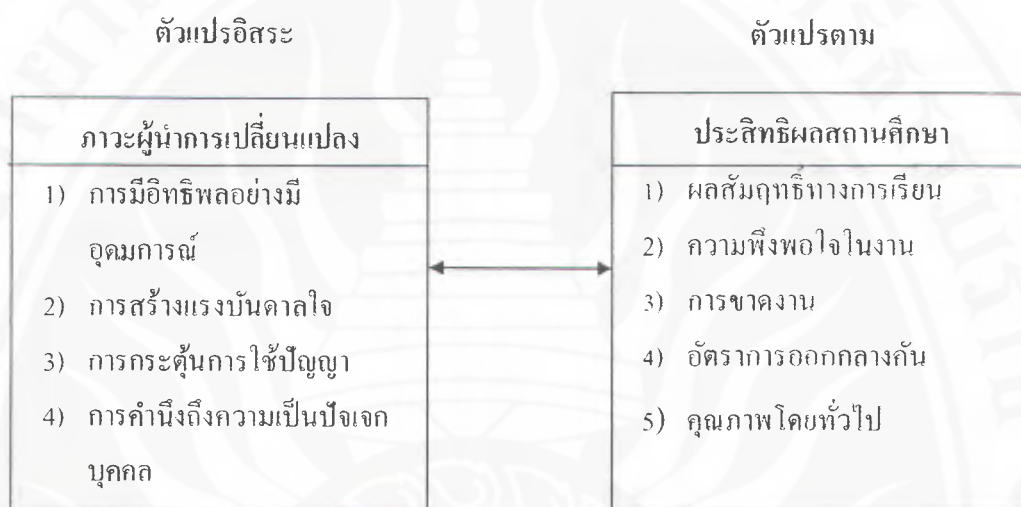 ตัวแปรอิสระ
ตัวแปรตาม
ภาวะผู้นำการเปลี่ยนแปลง
1) การมีอิทธิพลอย่างมี
อุดมการณ์
2) การสร้างแรงบันดาลใจ
3) การกระตุ้นการใช้ปัญญา
4) การคำนึงถึงความเป็นปัจเจก
บุคคล
ประสิทธิผลสถานศึกษา
1) ผลสัมฤทธิ์ทางการเรียน
2) ความพึงพอใจในงาน
3) การขาดงาน
4) อัตราการออกกลางคัน
5) คุณภาพโดยทั่วไป